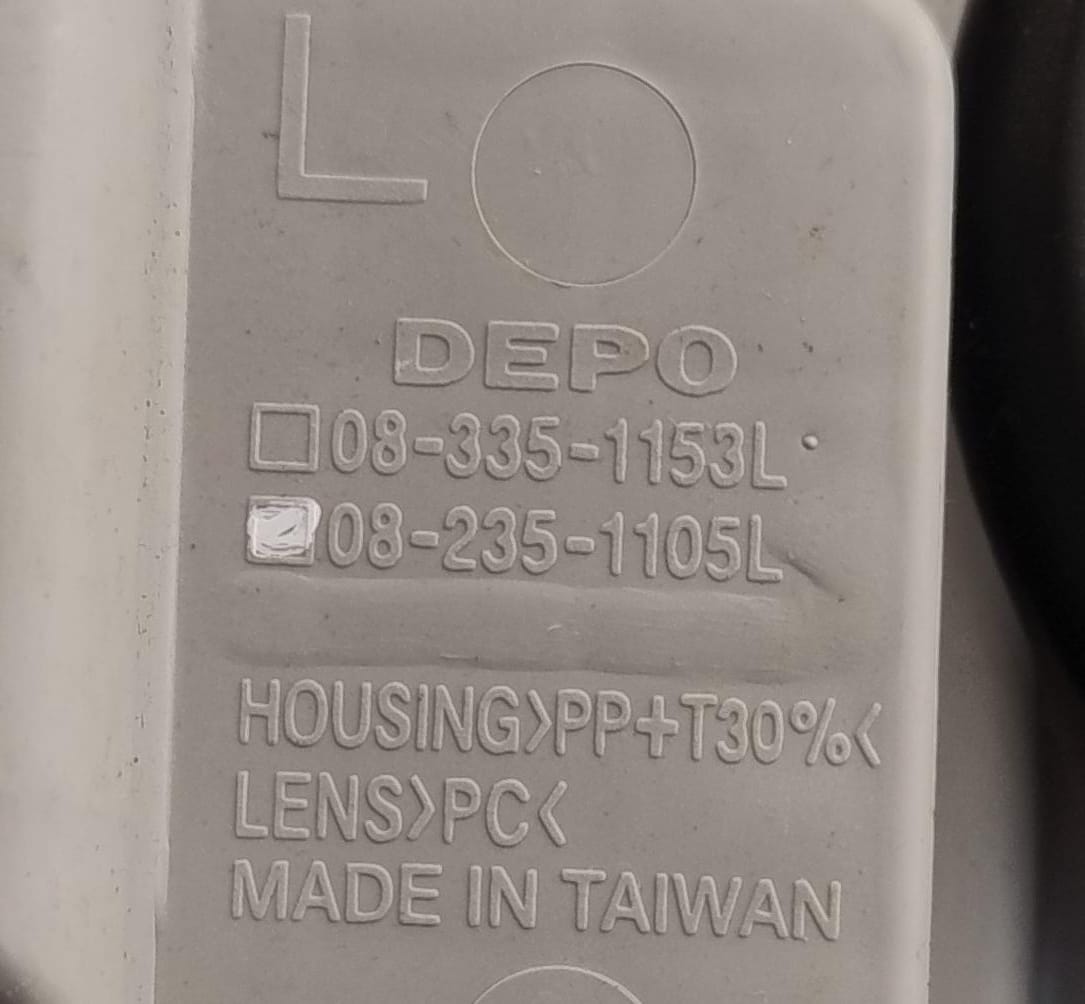 L
DEPO
08-335-1153L
08-235-1105L
HOUSING>PP+T30%<
LENS>PC<
MADE IN TAIWAN